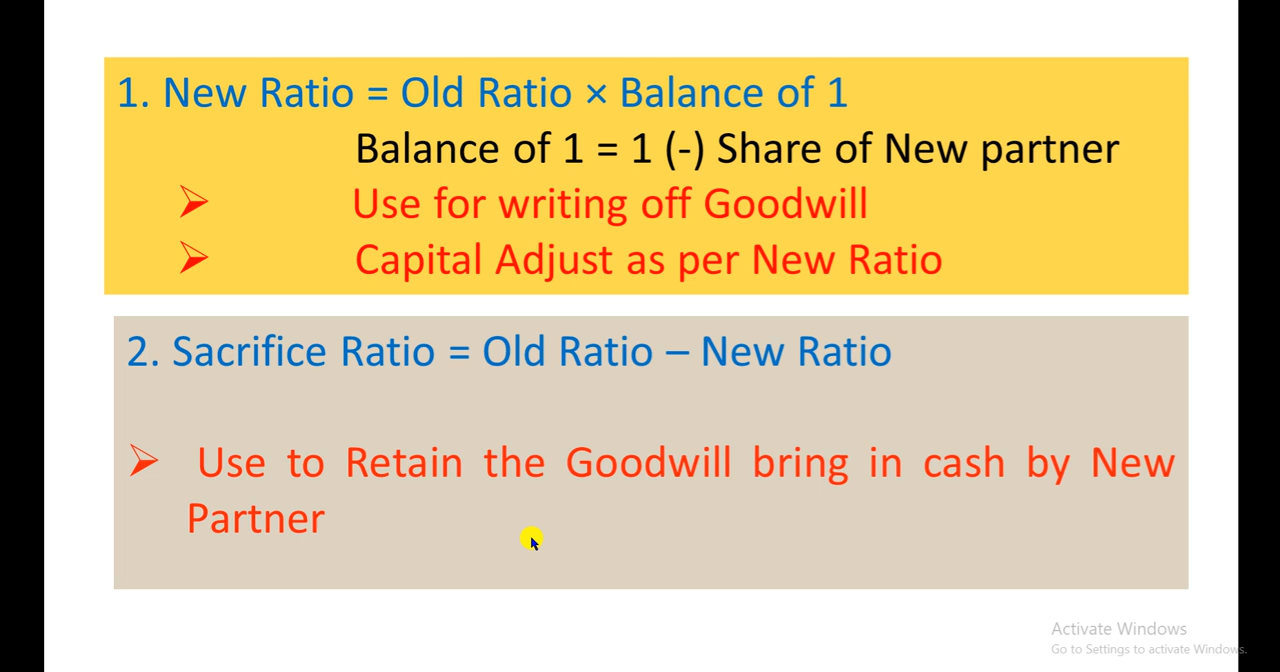 1. New Ratio = Old Ratio × Balance of 1
Balance of 1 = 1 (-) Share of New partner
Use for writing off Goodwill
Capital Adjust as per New Ratio
2. Sacrifice Ratio = Old Ratio – New Ratio
Use to Retain the Goodwill bring in cash by New
Partner
Activate Windows
Go to Settings to activate Windows.